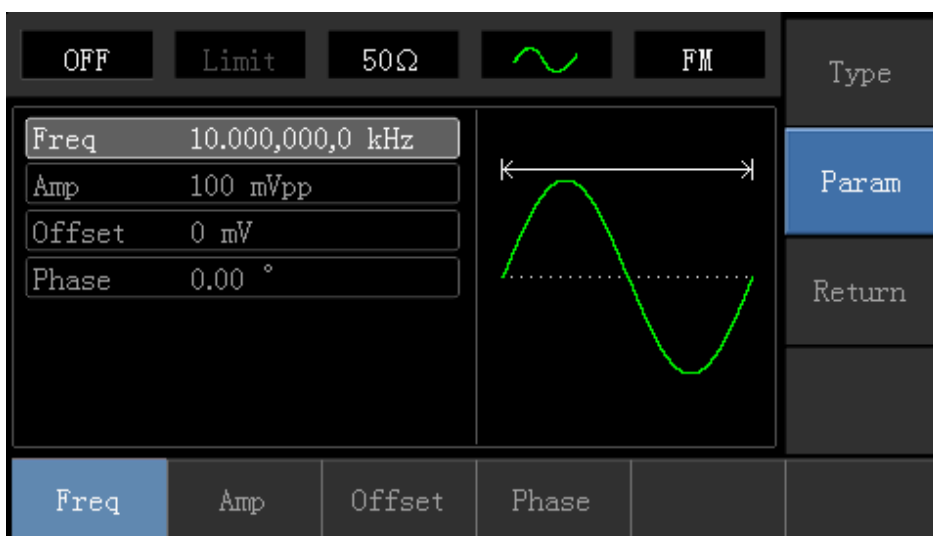 OFF Limit 50Ω FM
Type
Freq 10.000,000,0 kHz
Amp 100 mVpp
Param
Offset 0 mV
Phase 0.00 °
Return
Freq Amp Offset Phase